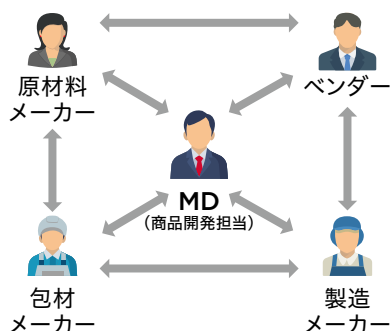 原材料
メーカー
ベンダー
MD
(商品開発担当)
包材
メーカー
製造
メーカー